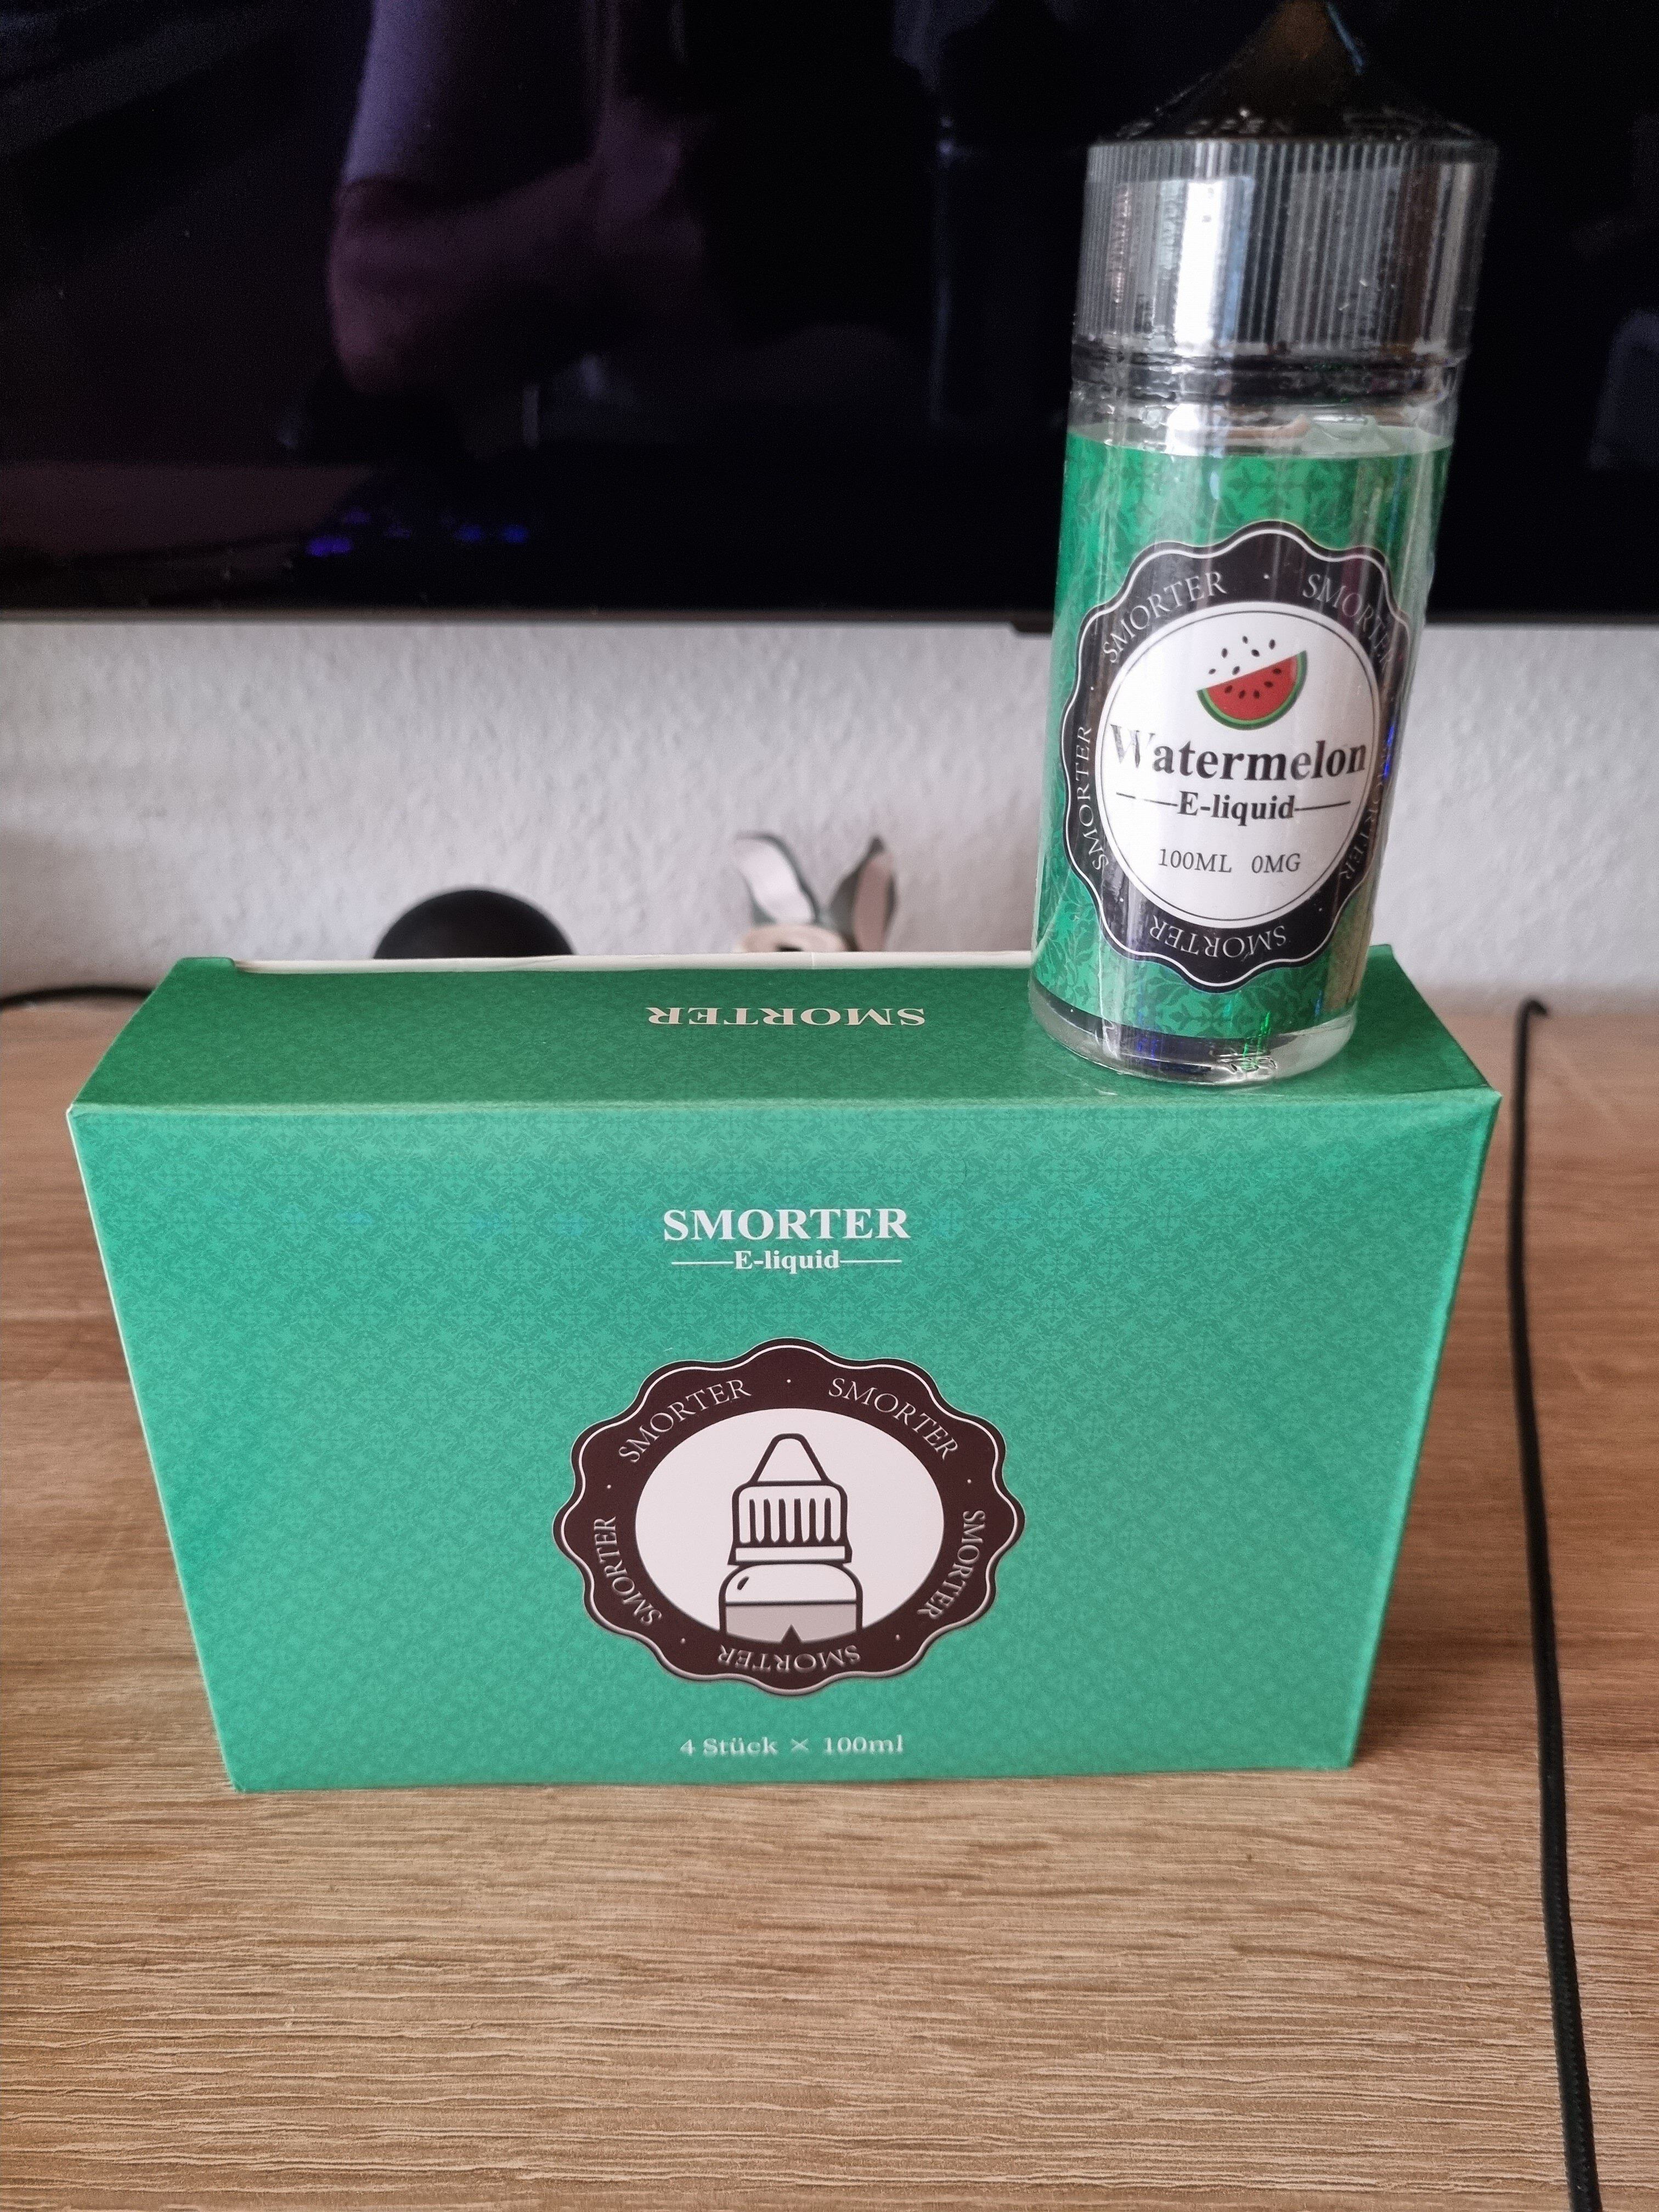 SMORTER · SMORTER
SMORTER
SMORTER
SMORTER
Watermelon
E-liquid
100ML 0MG
SMORTER
SMORTER
E-liquid
SMORTER · SMORTER · SMORTER · SMORTER · SMORTER
4 Stück × 100ml